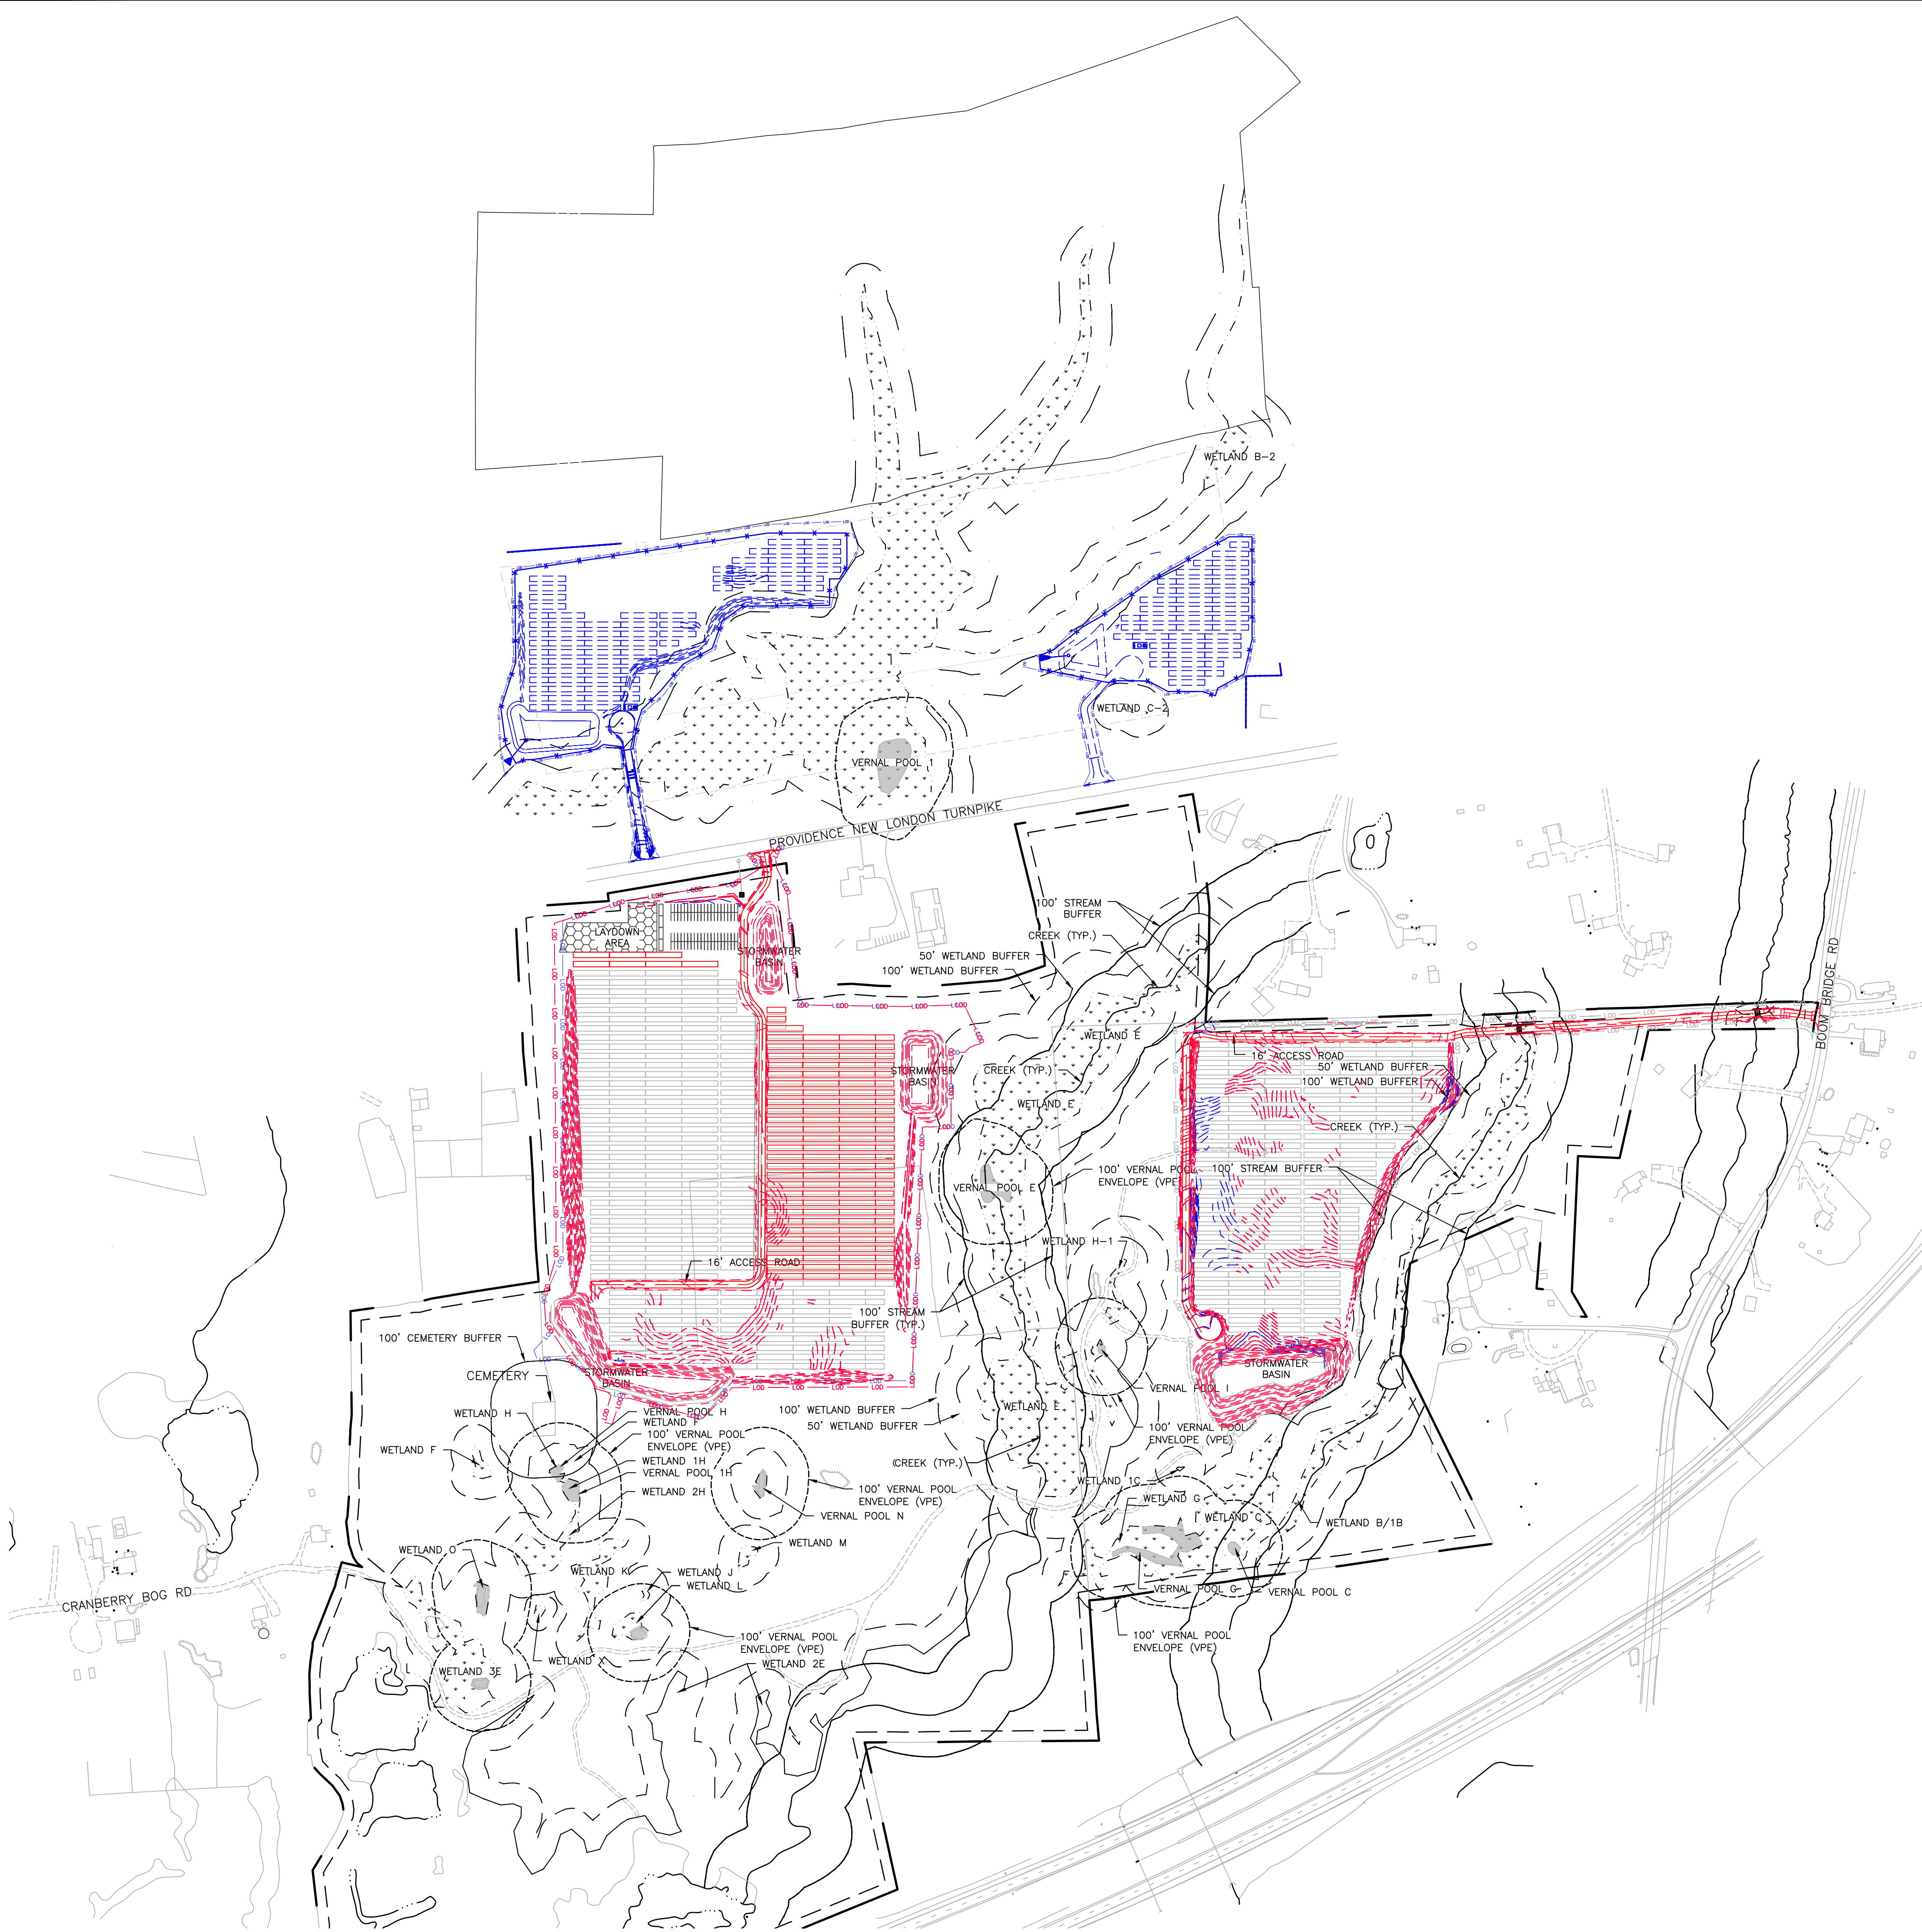 WETLAND B-2
WETLAND C-2
VERNAL POOL 1
PROVIDENCE NEW LONDON TURNPIKE
100' STREAM
BUFFER
CREEK (TYP.)
50' WETLAND BUFFER
100' WETLAND BUFFER
LAYDOWN
AREA
STORMWATER
BASIN
WETLAND E
BOOM BRIDGE RD
16' ACCESS ROAD
50' WETLAND BUFFER
100' WETLAND BUFFER
STORMWATER
BASIN
CREEK (TYP.)
WETLAND E
CREEK (TYP.)
100' VERNAL POOL
ENVELOPE (VPE)
100' STREAM BUFFER
VERNAL POOL E
WETLAND H-1
16' ACCESS ROAD
100' STREAM
BUFFER (TYP.)
100' CEMETERY BUFFER
CEMETERY
STORMWATER
BASIN
STORMWATER
BASIN
VERNAL POOL I
WETLAND H
VERNAL POOL H
WETLAND F
100' VERNAL POOL
ENVELOPE (VPE)
WETLAND F
WETLAND 1H
VERNAL POOL 1H
WETLAND 2H
100' WETLAND BUFFER
50' WETLAND BUFFER
WETLAND E
100' VERNAL POOL
ENVELOPE (VPE)
(CREEK (TYP.)
100' VERNAL POOL
ENVELOPE (VPE)
VERNAL POOL N
WETLAND 1C
WETLAND G
WETLAND C
WETLAND B/1B
WETLAND M
WETLAND O
WETLAND K
WETLAND J
WETLAND L
VERNAL POOL G
VERNAL POOL C
CRANBERRY BOG RD
100' VERNAL POOL
ENVELOPE (VPE)
100' VERNAL POOL
ENVELOPE (VPE)
WETLAND X
WETLAND 2E
WETLAND 3E